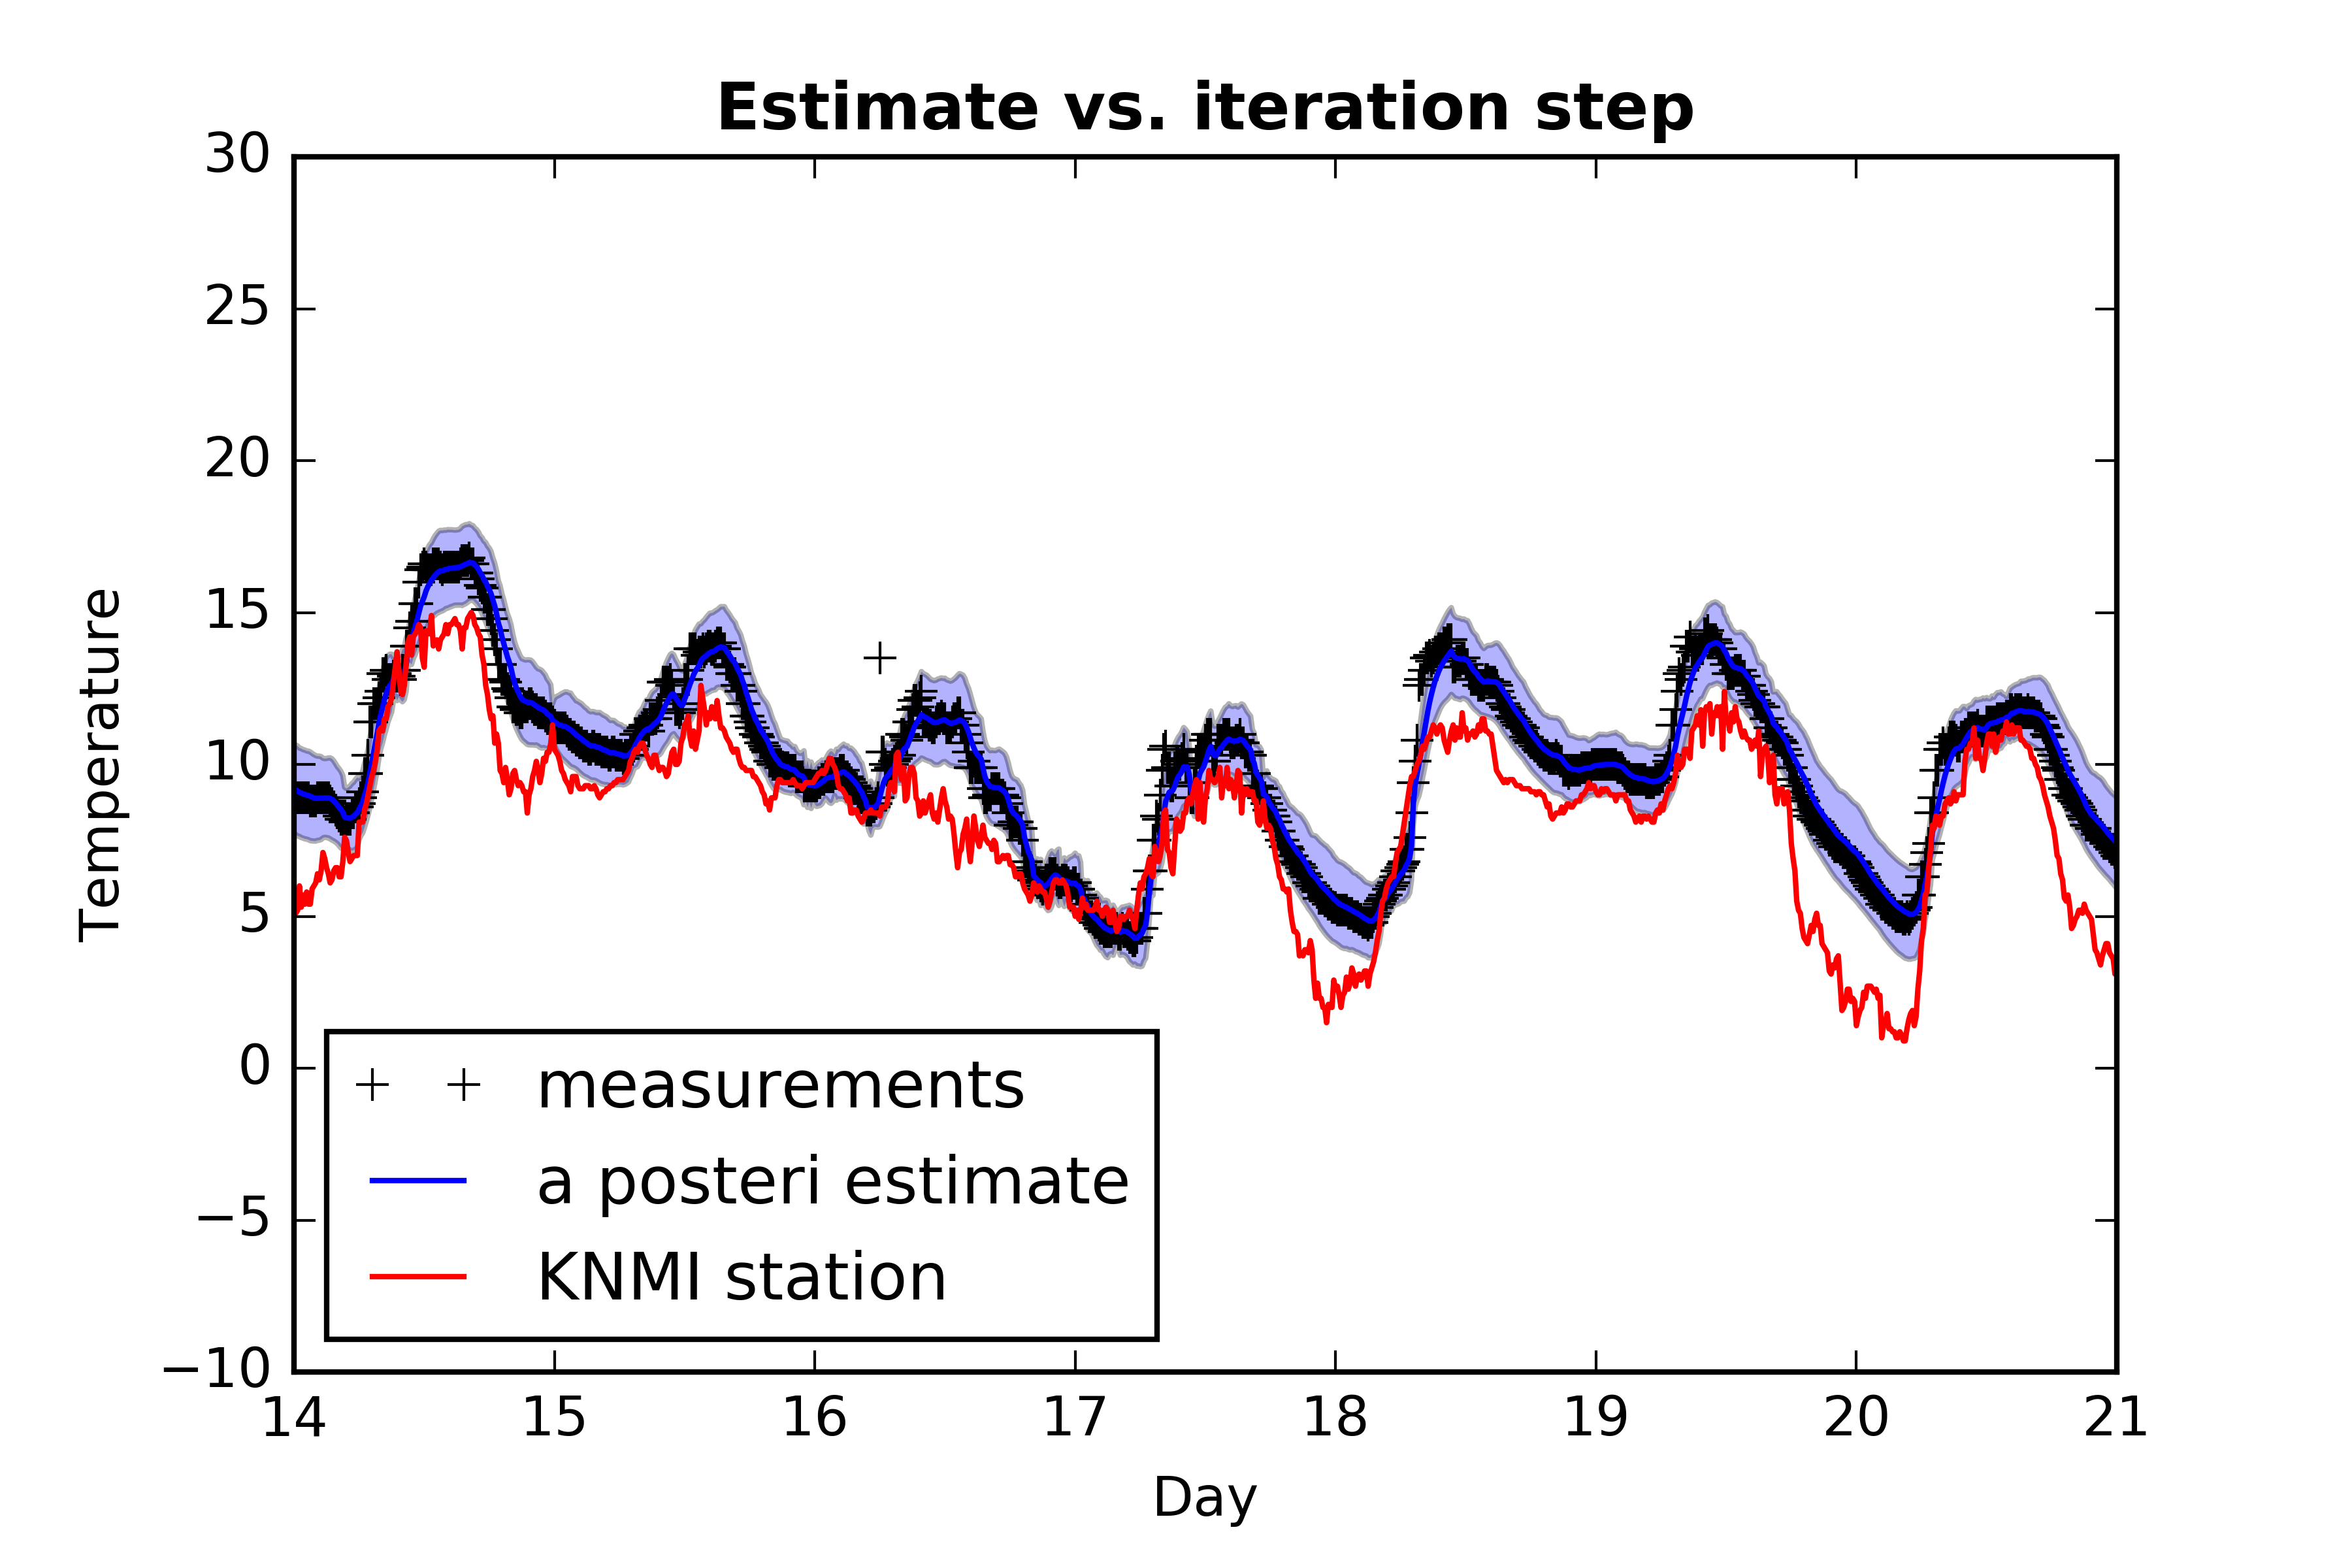 Estimate vs. iteration step
30
25
20
15
10
5
0
−5
−10
Temperature
measurements
a posteri estimate
KNMI station
14 15 16 17 18 19 20 21
Day